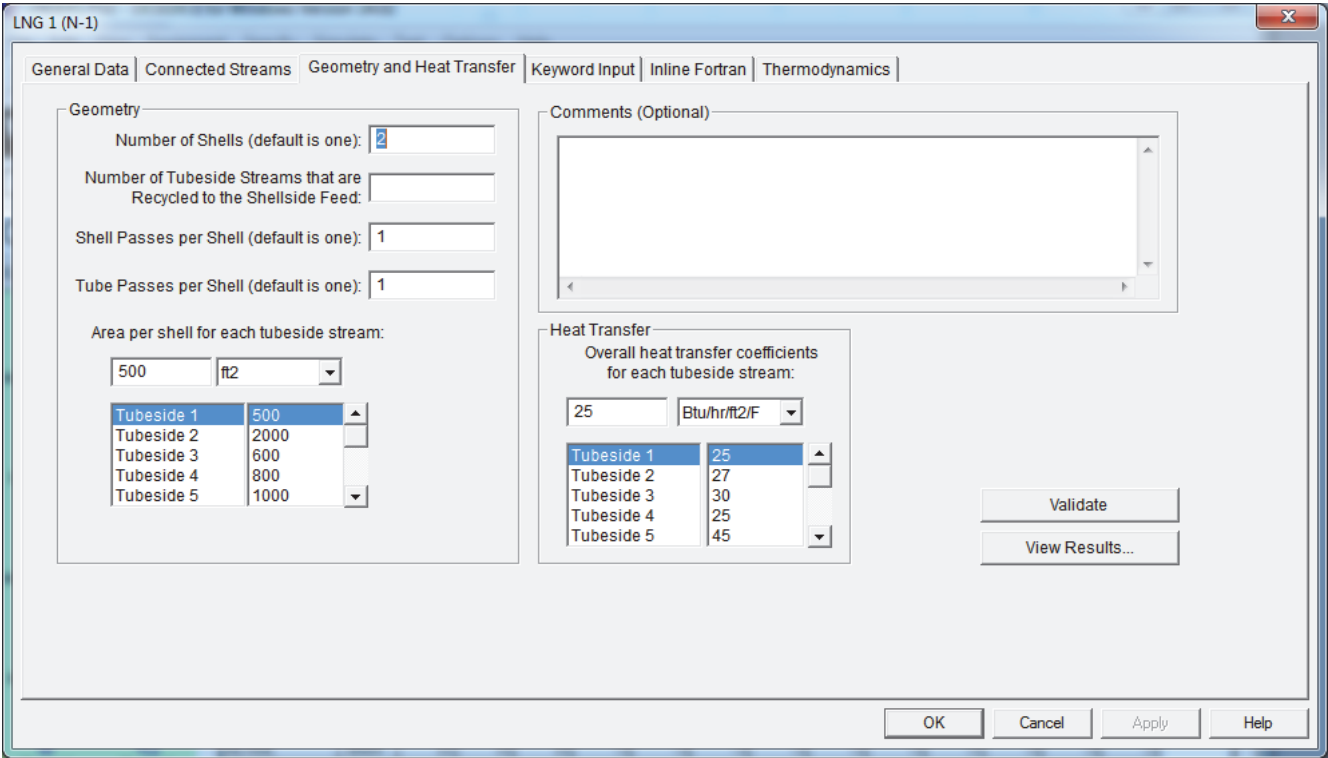 LNG 1 (N-1)
General Data
Connected Streams
Geometry and Heat Transfer
Keyword Input
Inline Fortran
Thermodynamics
Geometry
Number of Shells (default is one): 2
Number of Tubeside Streams that are
Recycled to the Shellside Feed:
Shell Passes per Shell (default is one): 1
Tube Passes per Shell (default is one): 1
Area per shell for each tubeside stream:
500 ft2
Tubeside 1 500
Tubeside 2 2000
Tubeside 3 600
Tubeside 4 800
Tubeside 5 1000
Comments (Optional)
Heat Transfer
Overall heat transfer coefficients
for each tubeside stream:
25 Btu/hr/ft2/F
Tubeside 1 25
Tubeside 2 27
Tubeside 3 30
Tubeside 4 25
Tubeside 5 45
Validate
View Results...
OK
Cancel
Apply
Help